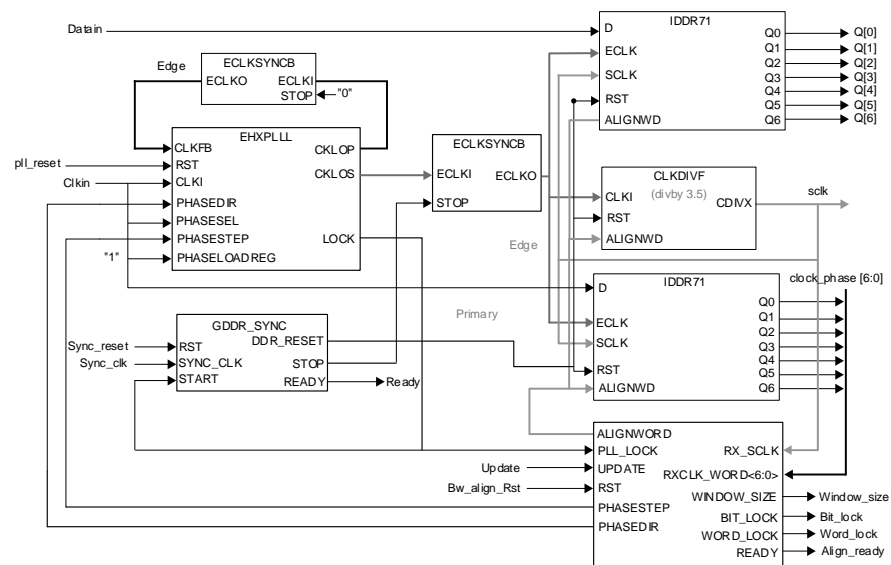 Datain
IDDR71
D
ECLK
SCLK
RST
ALIGNWD
Q0
Q1
Q2
Q3
Q4
Q5
Q6
Q[0]
Q[1]
Q[2]
Q[3]
Q[4]
Q[5]
Q[6]
Edge
ECLKSYNCB
ECLKO
ECLKI
STOP
"0"
EHXPLLL
CLKFB
RST
CLKI
PHASEDIR
PHASESEL
PHASESTEP
PHASELOADREG
CKLOP
CKLOS
LOCK
pll_reset
Clkin
"1"
ECLKSYNCB
ECLKI
ECLKO
STOP
CLKDIVF
(divby 3.5)
CLKI
RST
ALIGNWD
CDIVX
sclk
Edge
Primary
IDDR71
D
ECLK
SCLK
RST
ALIGNWD
Q0
Q1
Q2
Q3
Q4
Q5
Q6
clock_phase [6:0]
GDDR_SYNC
DDR_RESET
RST
SYNC_CLK
START
STOP
READY
Sync_reset
Sync_clk
Ready
ALIGNWORD
PLL_LOCK
UPDATE
RST
PHASESTEP
PHASEDIR
RX_SCLK
RXCLK_WORD<6:0>
WINDOW_SIZE
BIT_LOCK
WORD_LOCK
READY
Update
Bw_align_Rst
Window_size
Bit_lock
Word_lock
Align_ready